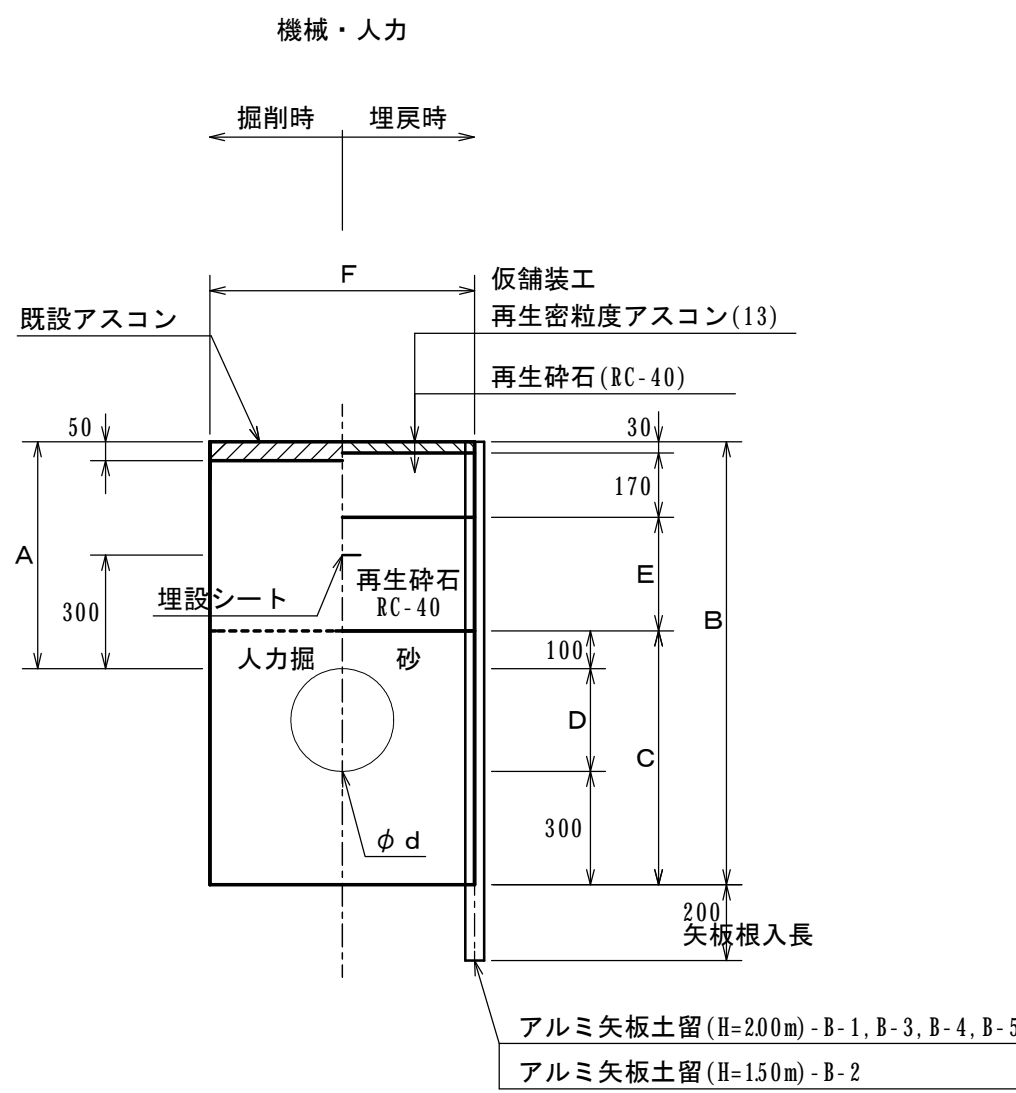 機械・人力
掘削時
埋戻時
F
仮舗装工
既設アスコン
再生密粒度アスコン(13)
再生砕石(RC-40)
50
30
170
A
300
埋設シート
再生砕石
RC-40
E
B
人力掘
砂
100
D
C
φd
300
200
矢板根入長
アルミ矢板土留(H=2.00m)-B-1,B-3,B-4,B-5
アルミ矢板土留(H=1.50m)-B-2